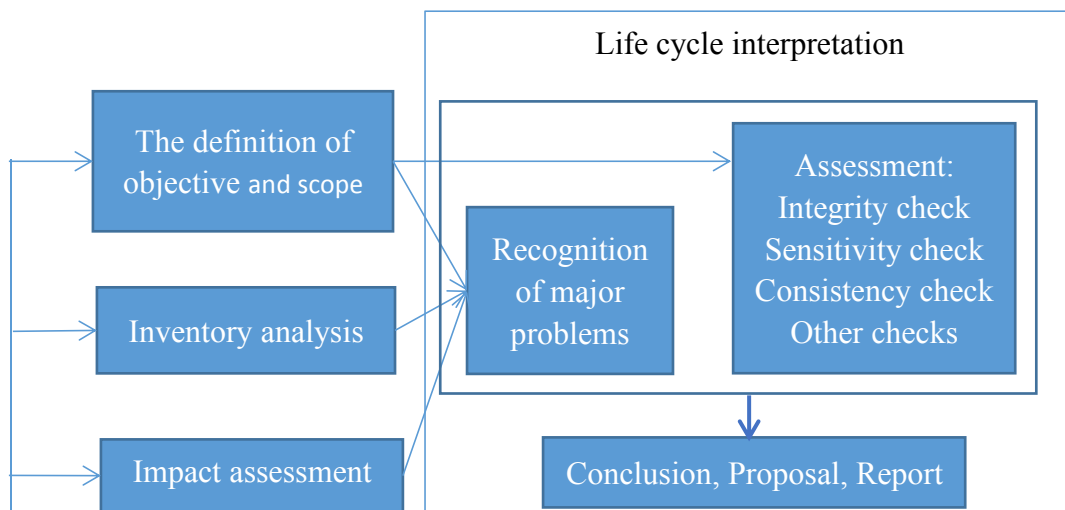 Life cycle interpretation
The definition of
objective and scope
Inventory analysis
Impact assessment
Recognition
of major
problems
Assessment:
Integrity check
Sensitivity check
Consistency check
Other checks
Conclusion, Proposal, Report